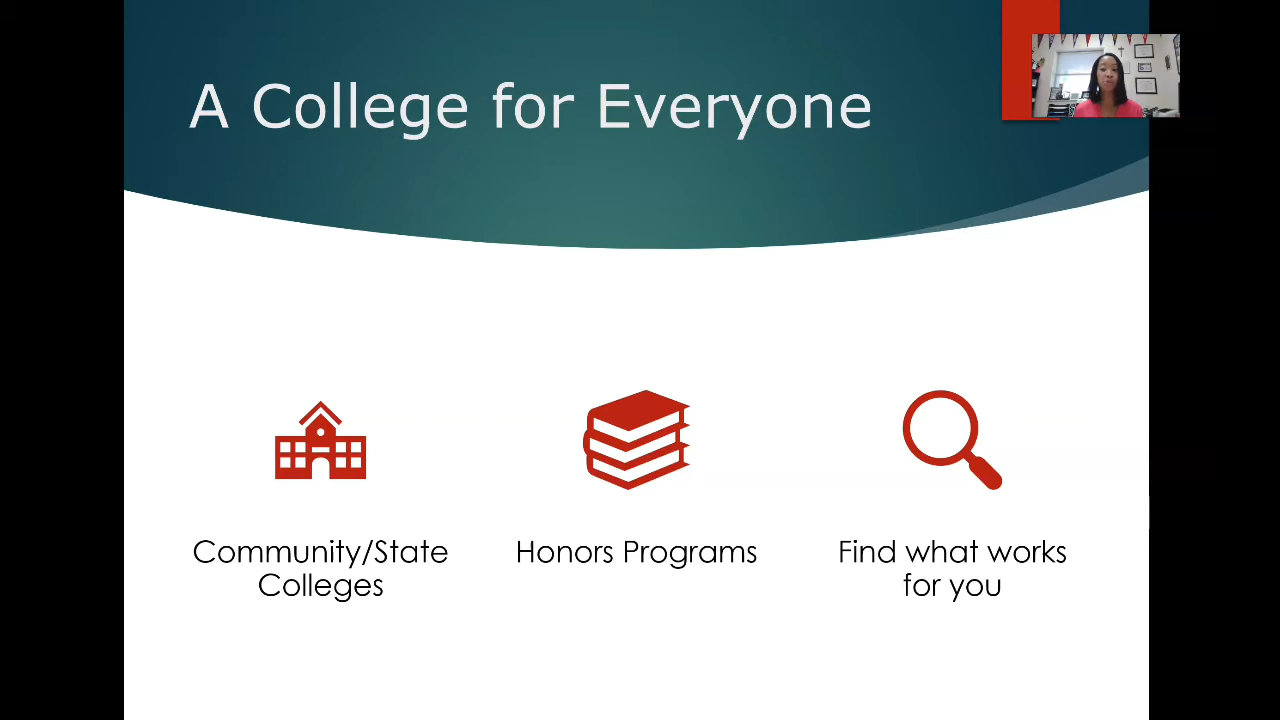 A College for Everyone
Community/State
Colleges
Honors Programs
Find what works
for you